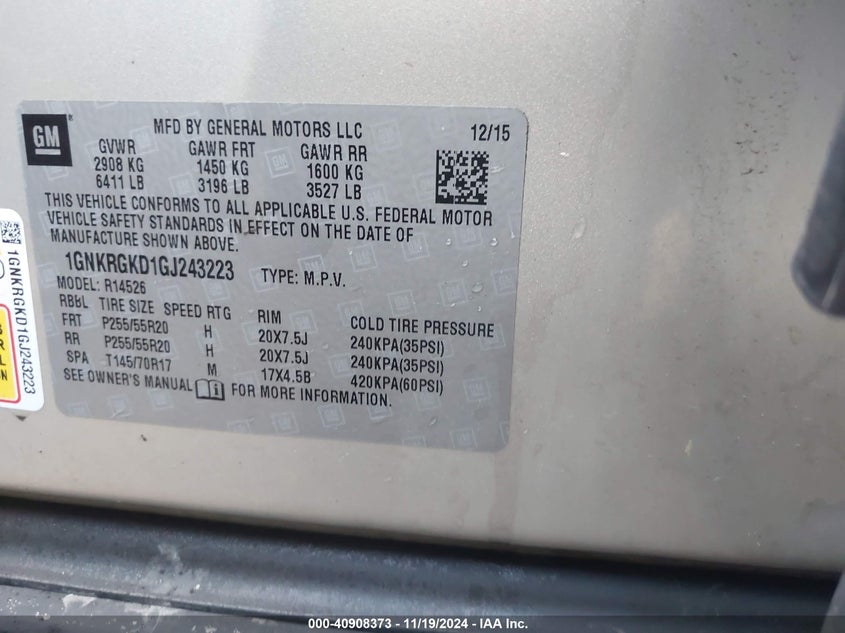 GM
MFD BY GENERAL MOTORS LLC 12/15
GVWR GAWR FRT GAWR RR
2908 KG 1450 KG 1600 KG
6411 LB 3196 LB 3527 LB
THIS VEHICLE CONFORMS TO ALL APPLICABLE U.S. FEDERAL MOTOR
VEHICLE SAFETY STANDARDS IN EFFECT ON THE DATE OF
MANUFACTURE SHOWN ABOVE.
1GNKRGKD1GJ243223 TYPE: M.P.V.
MODEL: R14526
RBBL TIRE SIZE SPEED RTG RIM COLD TIRE PRESSURE
FRT P255/55R20 H 20X7.5J 240KPA(35PSI)
RR P255/55R20 H 20X7.5J 240KPA(35PSI)
SPA T145/70R17 M 17X4.5B 420KPA(60PSI)
SEE OWNER'S MANUAL FOR MORE INFORMATION.
1GNKRGKD1GJ243223
000-40908373 - 11/19/2024 - IAA Inc.